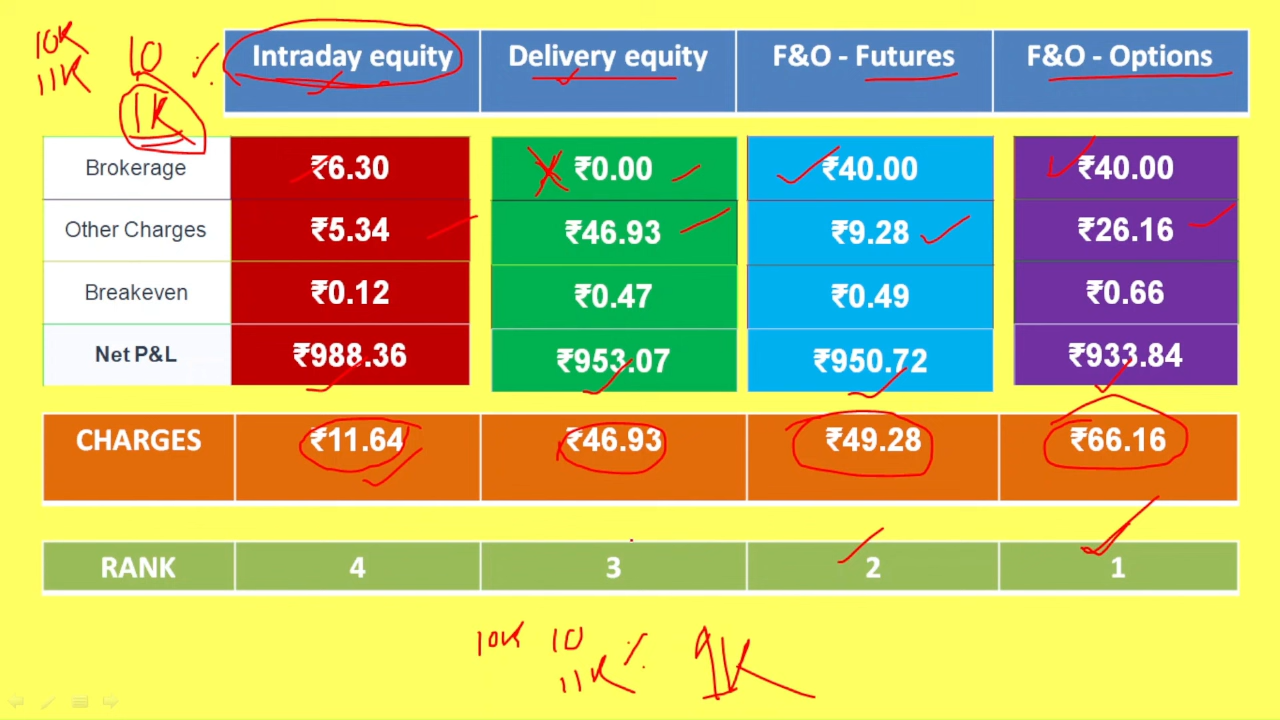 10K
11K
10 %
1K
Intraday equity Delivery equity F&O - Futures F&O - Options
Brokerage ₹6.30 ₹0.00 ₹40.00 ₹40.00
Other Charges ₹5.34 ₹46.93 ₹9.28 ₹26.16
Breakeven ₹0.12 ₹0.47 ₹0.49 ₹0.66
Net P&L ₹988.36 ₹953.07 ₹950.72 ₹933.84
CHARGES ₹11.64 ₹46.93 ₹49.28 ₹66.16
RANK 4 3 2 1
10K 10 %
11K
1K